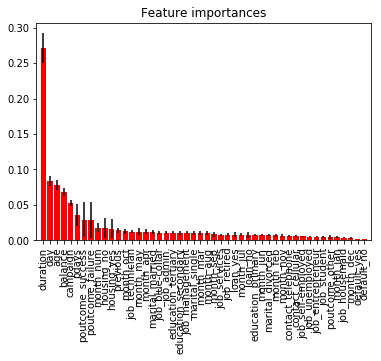 Feature importances
0.30
0.25
0.20
0.15
0.10
0.05
0.00
duration
day
age
balance
campaign
pdays
poutcome_success
poutcome_failure
month_num
housing_no
housing_yes
previous
job_technician
month_may
month_apr
job_blue-collar
marital_married
job_admin.
education_tertiary
education_secondary
job_management
marital_single
month_mar
month_aug
job_services
job_retired
loan_yes
month_jul
loan_no
education_primary
month_jun
marital_divorced
month_feb
month_nov
contact_telephone
contact_cellular
job_self-employed
job_unemployed
job_entrepreneur
job_student
poutcome_other
month_jan
job_housemaid
month_dec
default_yes
default_no